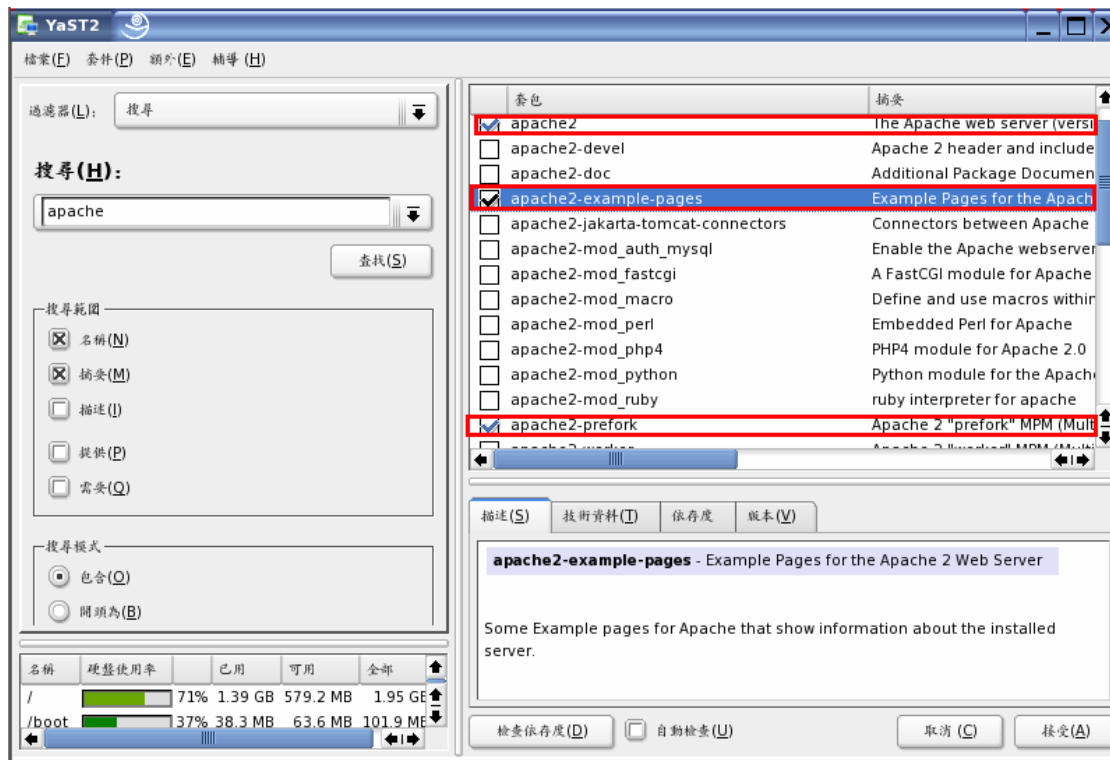 YaST2
檔案(F) 套件(P) 額外(E) 輔導 (H)
過濾器(L): 搜尋
搜尋(H):
apache
查找(S)
搜尋範圍
名稱(N)
摘要(M)
描述(I)
提供(P)
需要(Q)
搜尋模式
包含(O)
開頭為(B)
名稱 硬盤使用率 已用 可用 全部
/ 71% 1.39 GB 579.2 MB 1.95 GB
/boot 37% 38.3 MB 63.6 MB 101.9 MB
套包 摘要
apache2 The Apache web server (versi
apache2-devel Apache 2 header and include
apache2-doc Additional Package Documen
apache2-example-pages Example Pages for the Apach
apache2-jakarta-tomcat-connectors Connectors between Apache
apache2-mod_auth_mysql Enable the Apache webserver
apache2-mod_fastcgi A FastCGI module for Apache
apache2-mod_macro Define and use macros within
apache2-mod_perl Embedded Perl for Apache
apache2-mod_php4 PHP4 module for Apache 2.0
apache2-mod_python Python module for the Apache
apache2-mod_ruby ruby interpreter for apache
apache2-prefork Apache 2 "prefork" MPM (Mult
apache2-worker Apache 2 "worker" MPM (Multi
描述(S) 技術資料(T) 依存度 版本(V)
apache2-example-pages - Example Pages for the Apache 2 Web Server
Some Example pages for Apache that show information about the installed
server.
檢查依存度(D) 自動檢查(U) 取消 (C) 接受(A)